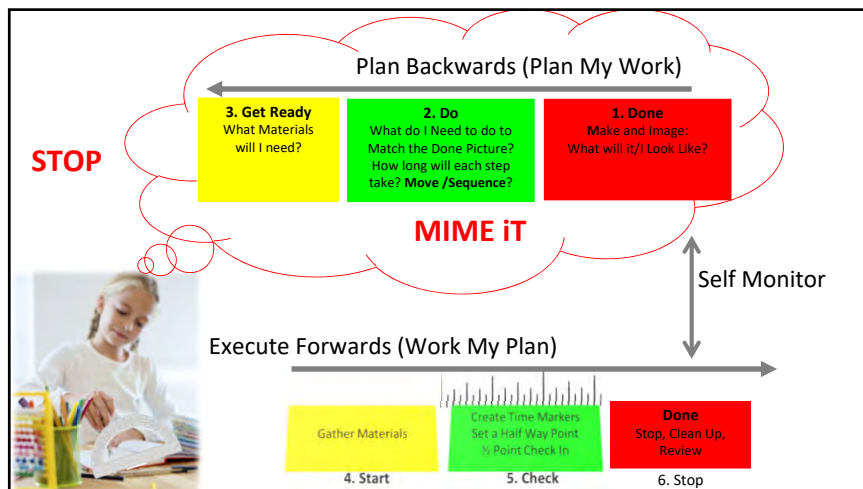 Plan Backwards (Plan My Work)
3. Get Ready
What Materials
will I need?
2. Do
What do I Need to do to
Match the Done Picture?
How long will each step
take? Move /Sequence?
1. Done
Make and Image:
What will it/I Look Like?
STOP
MIME iT
Self Monitor
Execute Forwards (Work My Plan)
Gather Materials
4. Start
Create Time Markers
Set a Half Way Point
½ Point Check In
5. Check
Done
Stop, Clean Up,
Review
6. Stop